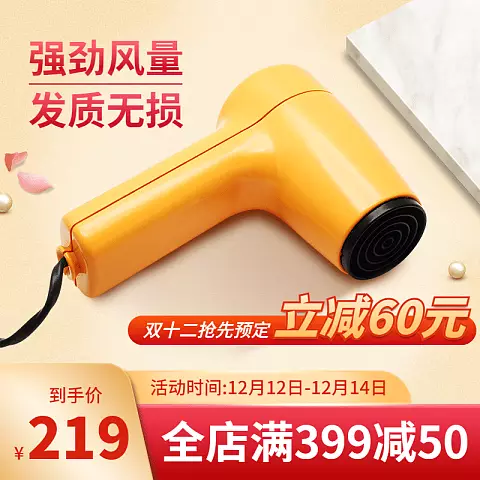 强劲风量
发质无损
双十二抢先预定 立减60元
到手价
活动时间:12月12日-12月14日
¥219
全店满399减50